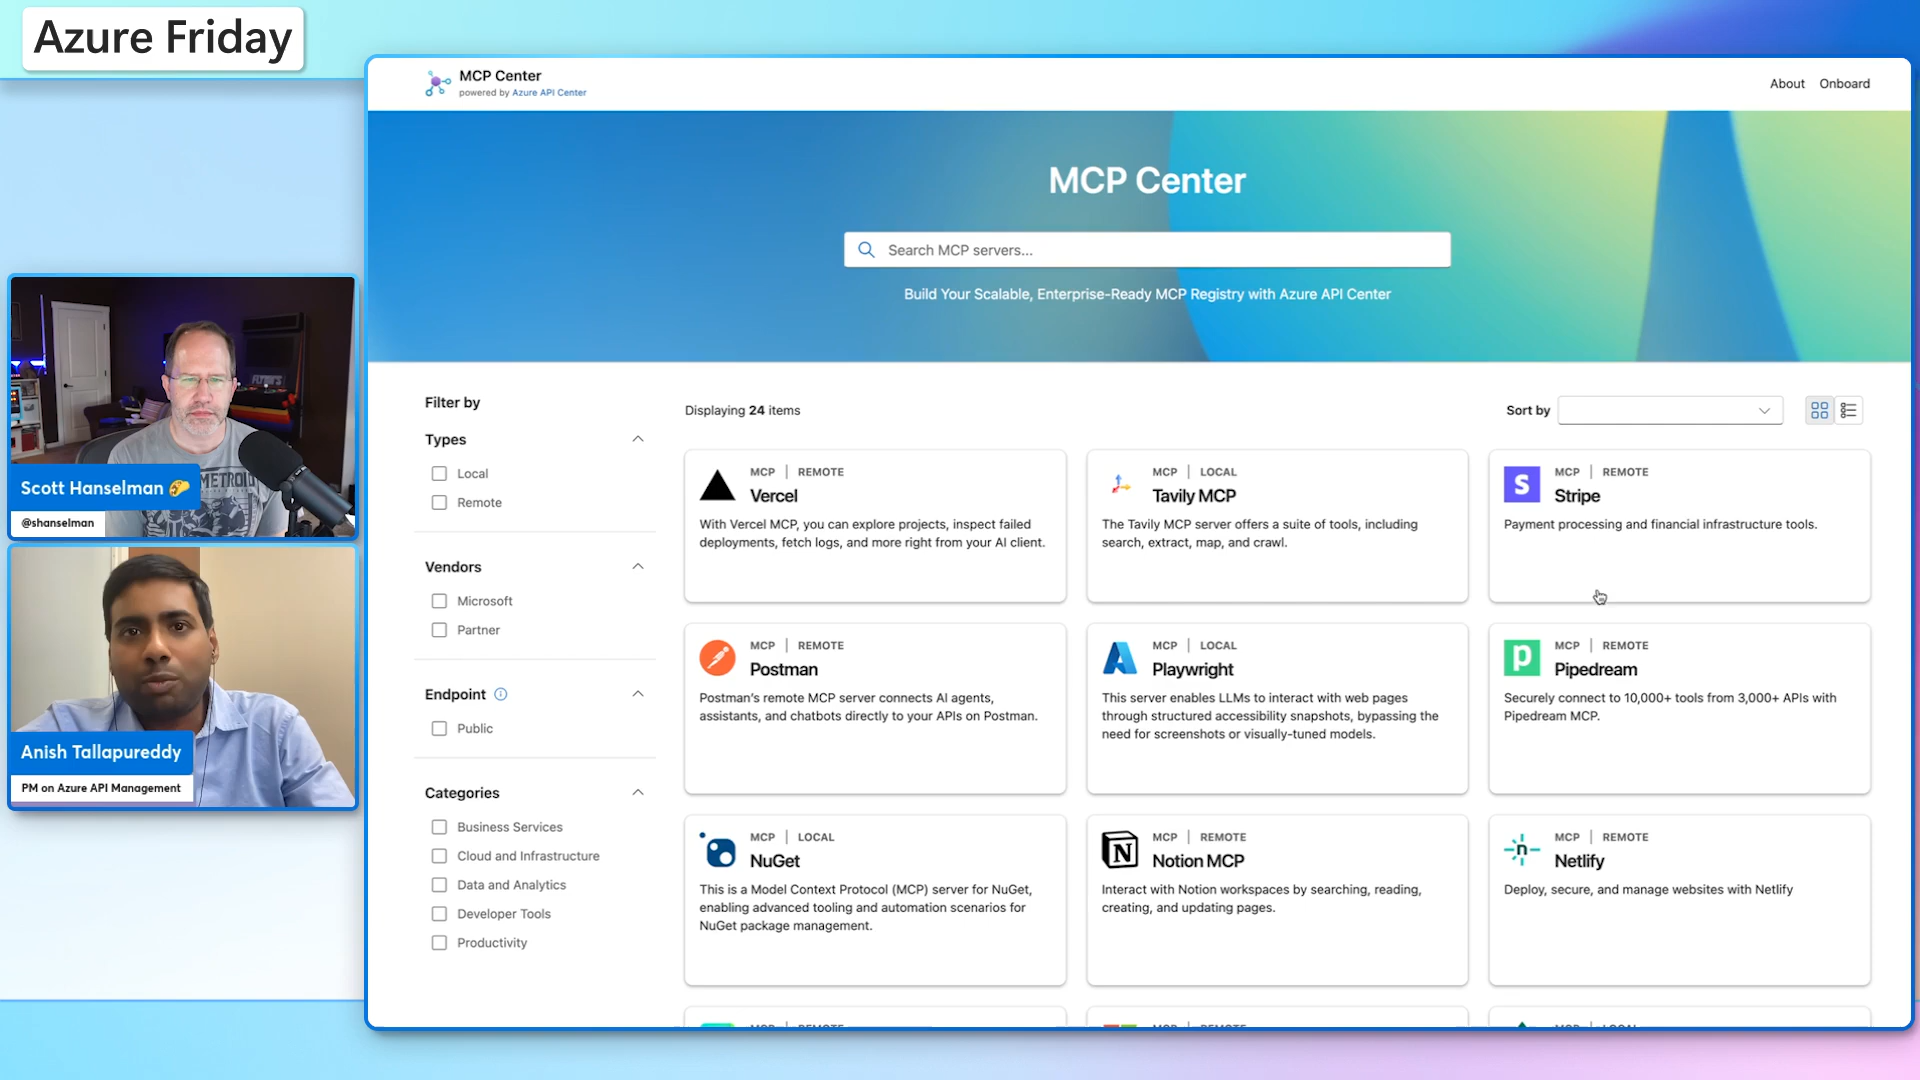 Azure Friday
MCP Center
powered by Azure API Center
About
Onboard
MCP Center
Search MCP servers...
Build Your Scalable, Enterprise-Ready MCP Registry with Azure API Center
Scott Hanselman 🌮
@shanselman
METROID
Anish Tallapureddy
PM on Azure API Management
Filter by
Types
Local
Remote
Vendors
Microsoft
Partner
Endpoint
Public
Categories
Business Services
Cloud and Infrastructure
Data and Analytics
Developer Tools
Productivity
Displaying 24 items
Sort by
MCP | REMOTE
Vercel
With Vercel MCP, you can explore projects, inspect failed
deployments, fetch logs, and more right from your AI client.
MCP | LOCAL
Tavily MCP
The Tavily MCP server offers a suite of tools, including
search, extract, map, and crawl.
S
MCP | REMOTE
Stripe
Payment processing and financial infrastructure tools.
MCP | REMOTE
Postman
Postman's remote MCP server connects AI agents,
assistants, and chatbots directly to your APIs on Postman.
MCP | LOCAL
Playwright
This server enables LLMs to interact with web pages
through structured accessibility snapshots, bypassing the
need for screenshots or visually-tuned models.
p
MCP | REMOTE
Pipedream
Securely connect to 10,000+ tools from 3,000+ APIs with
Pipedream MCP.
MCP | LOCAL
NuGet
This is a Model Context Protocol (MCP) server for NuGet,
enabling advanced tooling and automation scenarios for
NuGet package management.
N
MCP | REMOTE
Notion MCP
Interact with Notion workspaces by searching, reading,
creating, and updating pages.
n
MCP | REMOTE
Netlify
Deploy, secure, and manage websites with Netlify
MCP | REMOTE
MCP | REMOTE
MCP | LOCAL